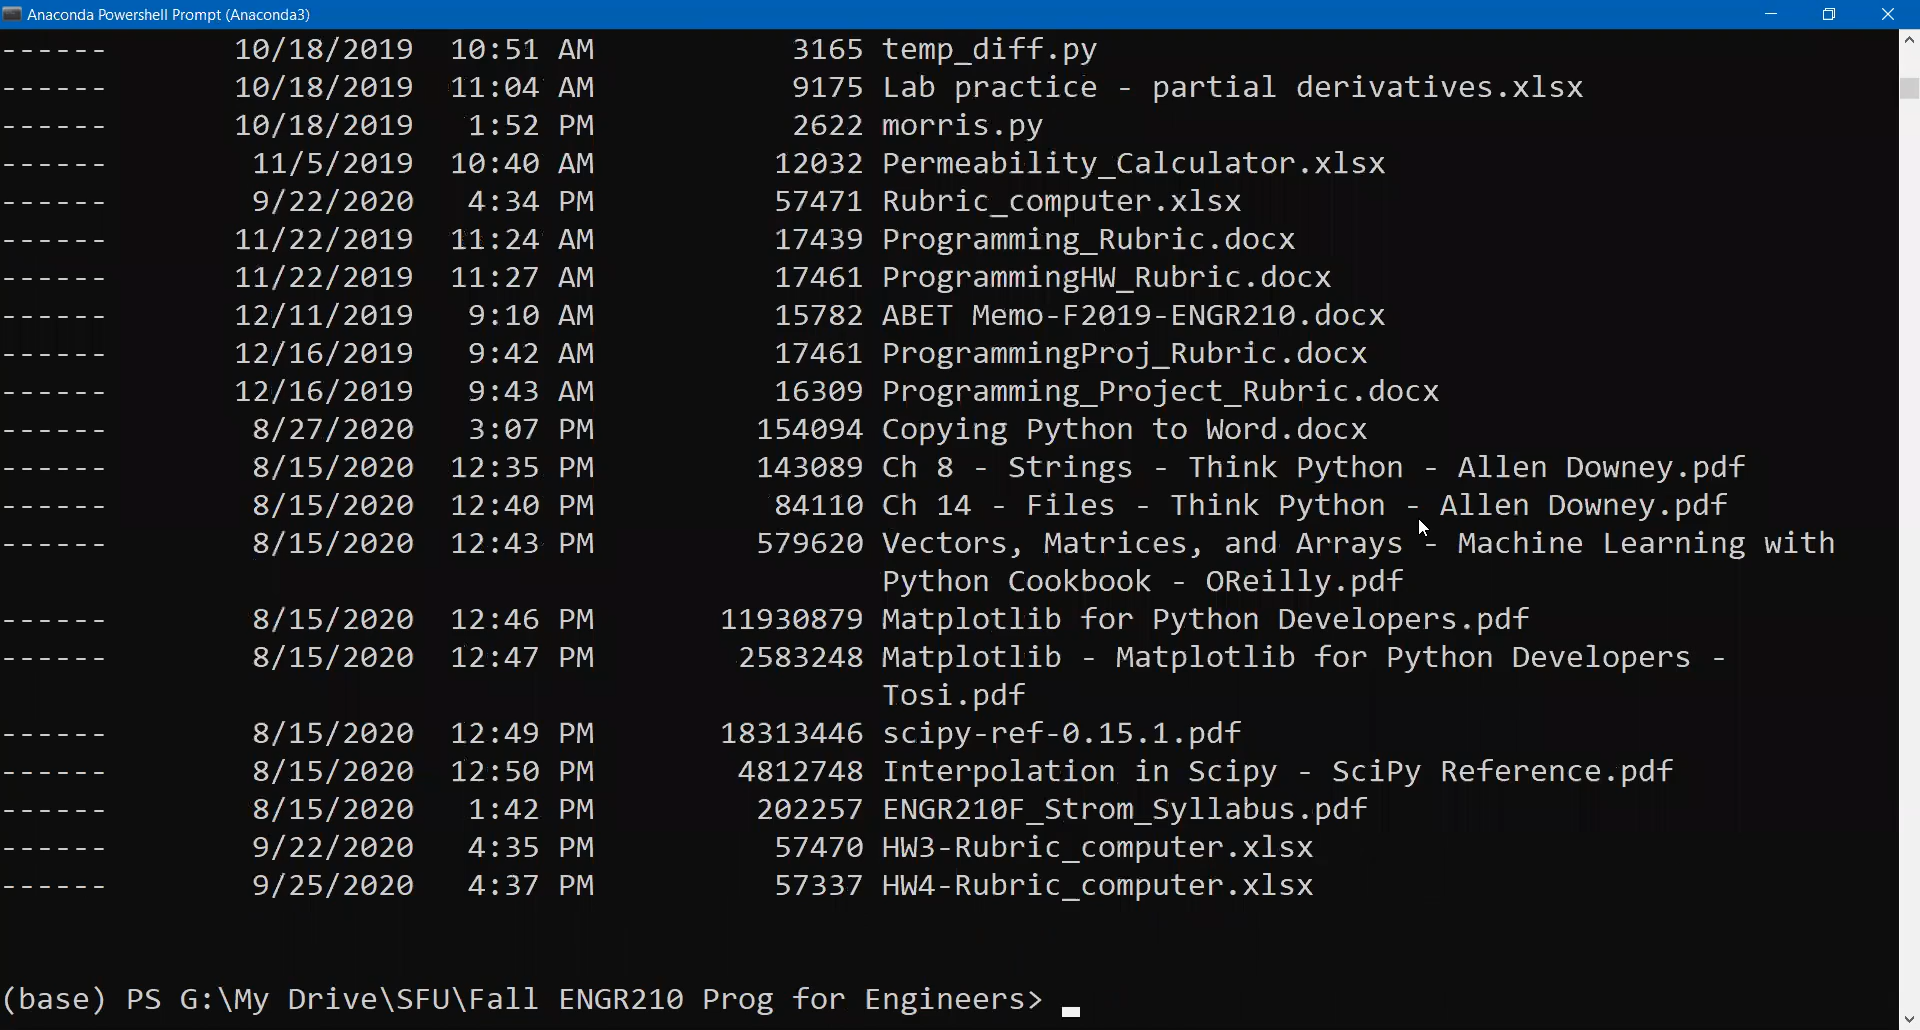 Anaconda Powershell Prompt (Anaconda3)
------ 10/18/2019 10:51 AM 3165 temp_diff.py
------ 10/18/2019 11:04 AM 9175 Lab practice - partial derivatives.xlsx
------ 10/18/2019 1:52 PM 2622 morris.py
------ 11/5/2019 10:40 AM 12032 Permeability_Calculator.xlsx
------ 9/22/2020 4:34 PM 57471 Rubric_computer.xlsx
------ 11/22/2019 11:24 AM 17439 Programming_Rubric.docx
------ 11/22/2019 11:27 AM 17461 ProgrammingHW_Rubric.docx
------ 12/11/2019 9:10 AM 15782 ABET Memo-F2019-ENGR210.docx
------ 12/16/2019 9:42 AM 17461 ProgrammingProj_Rubric.docx
------ 12/16/2019 9:43 AM 16309 Programming_Project_Rubric.docx
------ 8/27/2020 3:07 PM 154094 Copying Python to Word.docx
------ 8/15/2020 12:35 PM 143089 Ch 8 - Strings - Think Python - Allen Downey.pdf
------ 8/15/2020 12:40 PM 84110 Ch 14 - Files - Think Python - Allen Downey.pdf
------ 8/15/2020 12:43 PM 579620 Vectors, Matrices, and Arrays - Machine Learning with
Python Cookbook - OReilly.pdf
------ 8/15/2020 12:46 PM 11930879 Matplotlib for Python Developers.pdf
------ 8/15/2020 12:47 PM 2583248 Matplotlib - Matplotlib for Python Developers -
Tosi.pdf
------ 8/15/2020 12:49 PM 18313446 scipy-ref-0.15.1.pdf
------ 8/15/2020 12:50 PM 4812748 Interpolation in Scipy - SciPy Reference.pdf
------ 8/15/2020 1:42 PM 202257 ENGR210F_Strom_Syllabus.pdf
------ 9/22/2020 4:35 PM 57470 HW3-Rubric_computer.xlsx
------ 9/25/2020 4:37 PM 57337 HW4-Rubric_computer.xlsx
(base) PS G:\My Drive\SFU\Fall ENGR210 Prog for Engineers>